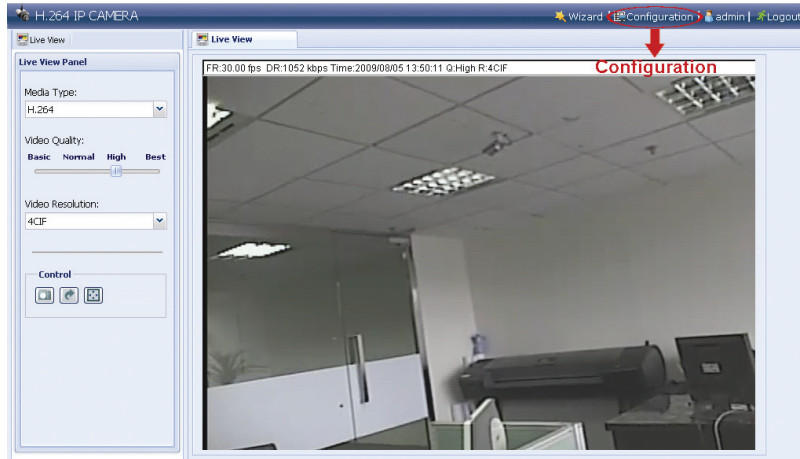 H.264 IP CAMERA
Wizard | Configuration | admin | Logout
Live View
Live View
Configuration
Live View Panel
FR:30.00 fps DR:1052 kbps Time:2009/08/05 13:50:11 Q:High R:4CIF
Media Type:
H.264
Video Quality:
Basic Normal High Best
Video Resolution:
4CIF
Control